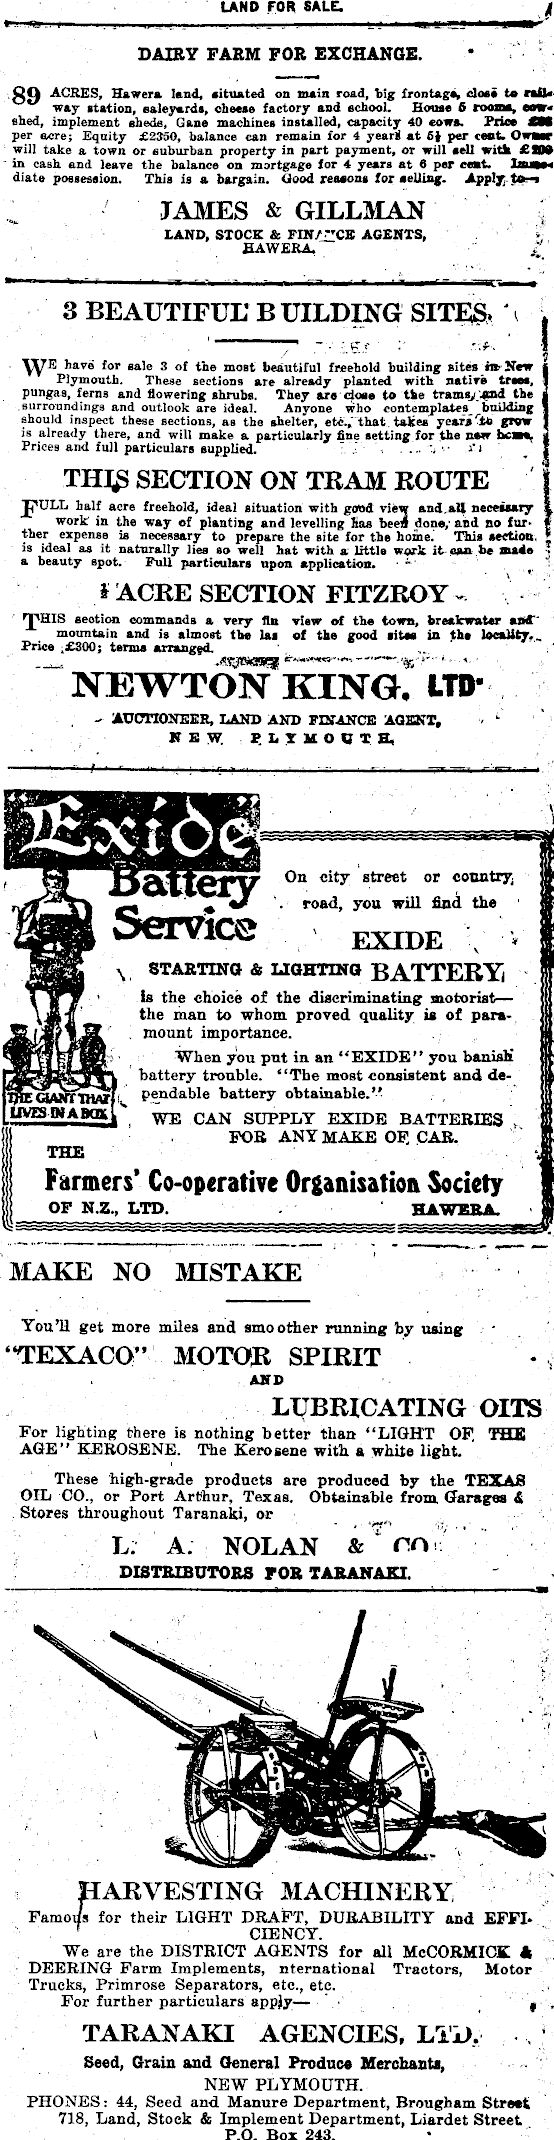 LAND FOR SALE.
DAIRY FARM FOR EXCHANGE.
89 ACRES, Hawera land, situated on main road, big frontage, close to rail-
way station, saleyards, cheese factory and school. House 6 rooms, cow-
shed, implement sheds, Gane machines installed, capacity 40 cows. Price
per acre; Equity £2350, balance can remain for 4 years at 6½ per cent. Owner
will take a town or suburban property in part payment, or will sell with £200
in cash and leave the balance on mortgage for 4 years at 6 per cent. Imme-
diate possession. This is a bargain. Good reasons for selling. Apply to—
JAMES & GILLMAN
LAND, STOCK & FINANCE AGENTS,
HAWERA.
3 BEAUTIFUL BUILDING SITES.
WE have for sale 3 of the most beautiful freehold building sites in New
Plymouth. These sections are already planted with native trees,
pungas, ferns and flowering shrubs. They are close to the trams, and the
surroundings and outlook are ideal. Anyone who contemplates building
should inspect these sections, as the shelter, etc., that takes years to grow
is already there, and will make a particularly fine setting for the new home.
Prices and full particulars supplied.
THIS SECTION ON TRAM ROUTE
FULL half acre freehold, ideal situation with good view and all necessary
work in the way of planting and levelling has been done, and no fur-
ther expense is necessary to prepare the site for the home. This section
is ideal as it naturally lies so well hat with a little work it can be made
a beauty spot. Full particulars upon application.
ACRE SECTION FITZROY
THIS section commands a very fin view of the town, breakwater and
mountain and is almost the las of the good sites in the locality.
Price £300; terms arranged.
NEWTON KING, LTD.
AUCTIONEER, LAND AND FINANCE AGENT,
NEW PLYMOUTH.
"Exide"
Battery
Service
THE GIANT THAT
LIVES IN A BOX
On city street or country
road, you will find the
EXIDE
STARTING & LIGHTING BATTERY
is the choice of the discriminating motorist—
the man to whom proved quality is of para-
mount importance.
When you put in an "EXIDE" you banish
battery trouble. "The most consistent and de-
pendable battery obtainable."
WE CAN SUPPLY EXIDE BATTERIES
FOR ANY MAKE OF CAR.
THE
Farmers' Co-operative Organisation Society
OF N.Z., LTD. HAWERA.
MAKE NO MISTAKE
You'll get more miles and smoother running by using
"TEXACO" MOTOR SPIRIT
AND
LUBRICATING OITS
For lighting there is nothing better than "LIGHT OF THE
AGE" KEROSENE. The Kerosene with a white light.
These high-grade products are produced by the TEXAS
OIL CO., or Port Arthur, Texas. Obtainable from Garages &
Stores throughout Taranaki, or
L. A. NOLAN & CO.
DISTRIBUTORS FOR TARANAKI.
HARVESTING MACHINERY
Famous for their LIGHT DRAFT, DURABILITY and EFFI-
CIENCY.
We are the DISTRICT AGENTS for all McCORMICK &
DEERING Farm Implements, nternational Tractors, Motor
Trucks, Primrose Separators, etc., etc.
For further particulars apply—
TARANAKI AGENCIES, LTD.
Seed, Grain and General Produce Merchants,
NEW PLYMOUTH.
PHONES: 44, Seed and Manure Department, Brougham Street
718, Land, Stock & Implement Department, Liardet Street
P.O. Box 243.